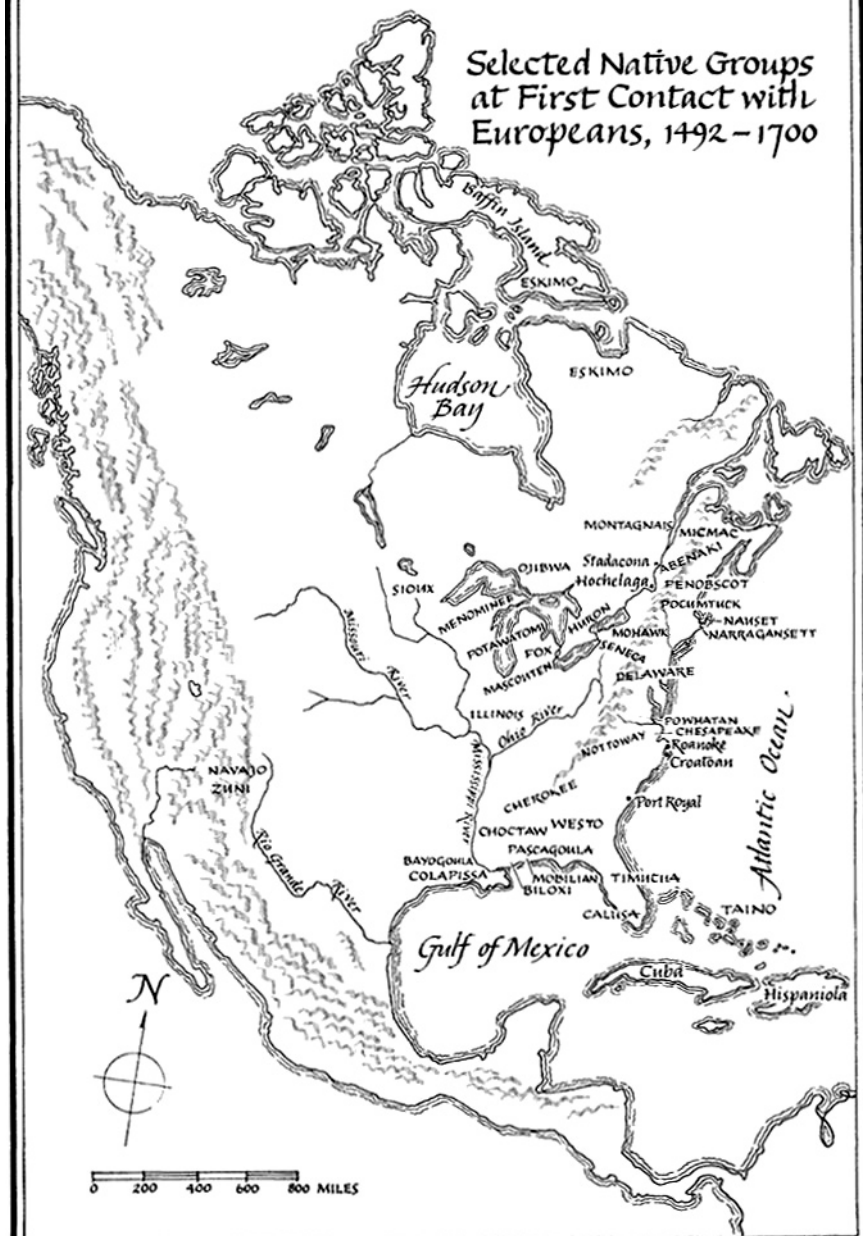 Selected Native Groups
at First Contact with
Europeans, 1492–1700
Baffin Island
ESKIMO
ESKIMO
Hudson
Bay
MONTAGNAIS
MICMAC
Stadacona
ABENAKI
OJIBWA
Hochelaga
PENOBSCOT
SIOUX
MENOMINEE
POCUMTUCK
HURON
NAUSET
POTAWATOMI
MOHAWK
NARRAGANSETT
FOX
SENECA
MASCOUTEN
DELAWARE
Missouri
River
ILLINOIS
Ohio River
POWHATAN
CHESAPEAKE
NOTTOWAY
Roanoke
Croatoan
Mississippi River
NAVAJO
ZUNI
CHEROKEE
Port Royal
Atlantic Ocean
CHOCTAW
WESTO
PASCAGOULA
BAYOGOULA
COLAPISSA
MOBILIAN
TIMUCUA
BILOXI
Rio Grande
River
CALUSA
TAINO
Gulf of Mexico
Cuba
Hispaniola
N
0 200 400 600 800 MILES